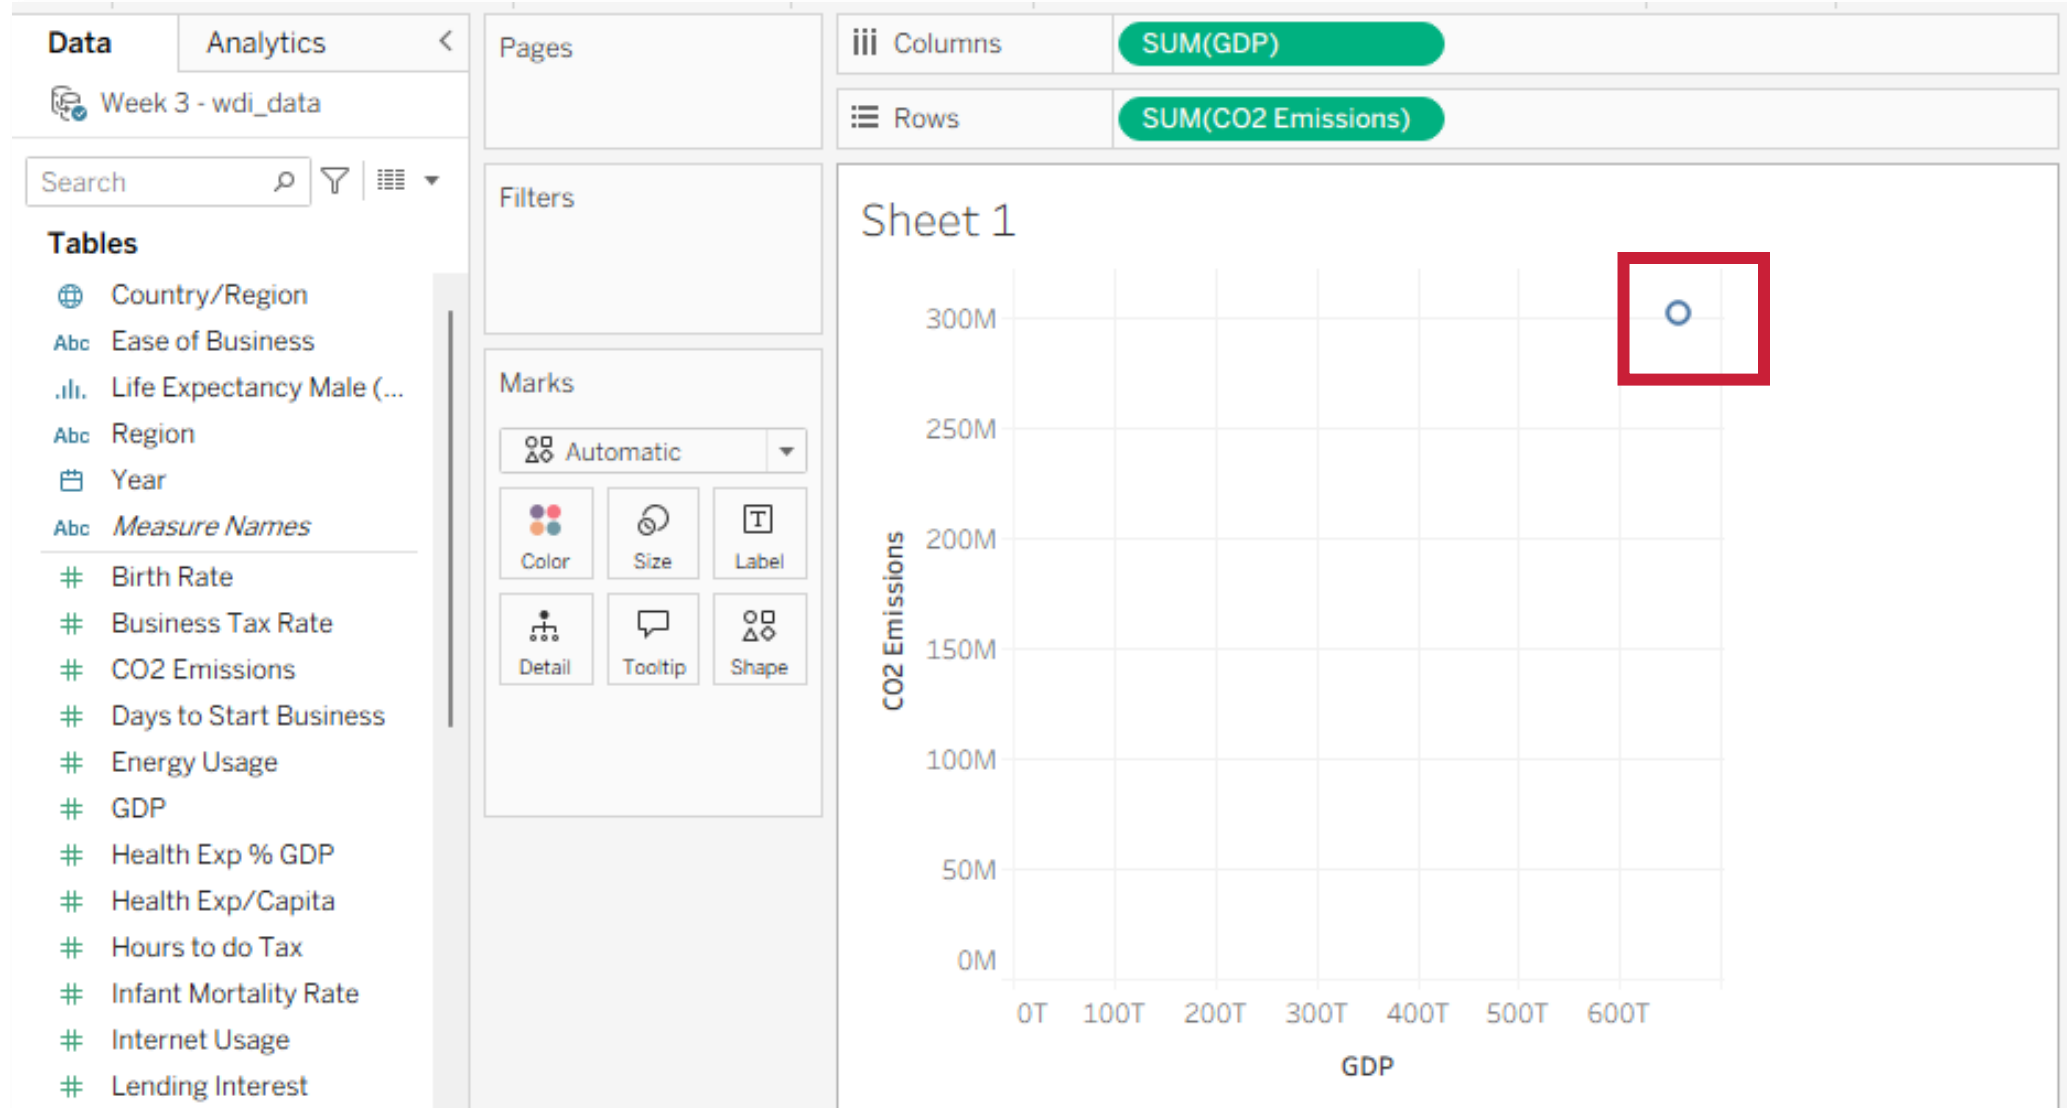 Data
Analytics
Week 3 - wdi_data
Search
Tables
Country/Region
Abc Ease of Business
Life Expectancy Male (...
Abc Region
Year
Abc Measure Names
# Birth Rate
# Business Tax Rate
# CO2 Emissions
# Days to Start Business
# Energy Usage
# GDP
# Health Exp % GDP
# Health Exp/Capita
# Hours to do Tax
# Infant Mortality Rate
# Internet Usage
# Lending Interest
Pages
Filters
Marks
Automatic
Color
Size
Label
Detail
Tooltip
Shape
Columns
SUM(GDP)
Rows
SUM(CO2 Emissions)
Sheet 1
300M
250M
200M
150M
100M
50M
0M
CO2 Emissions
0T 100T 200T 300T 400T 500T 600T
GDP